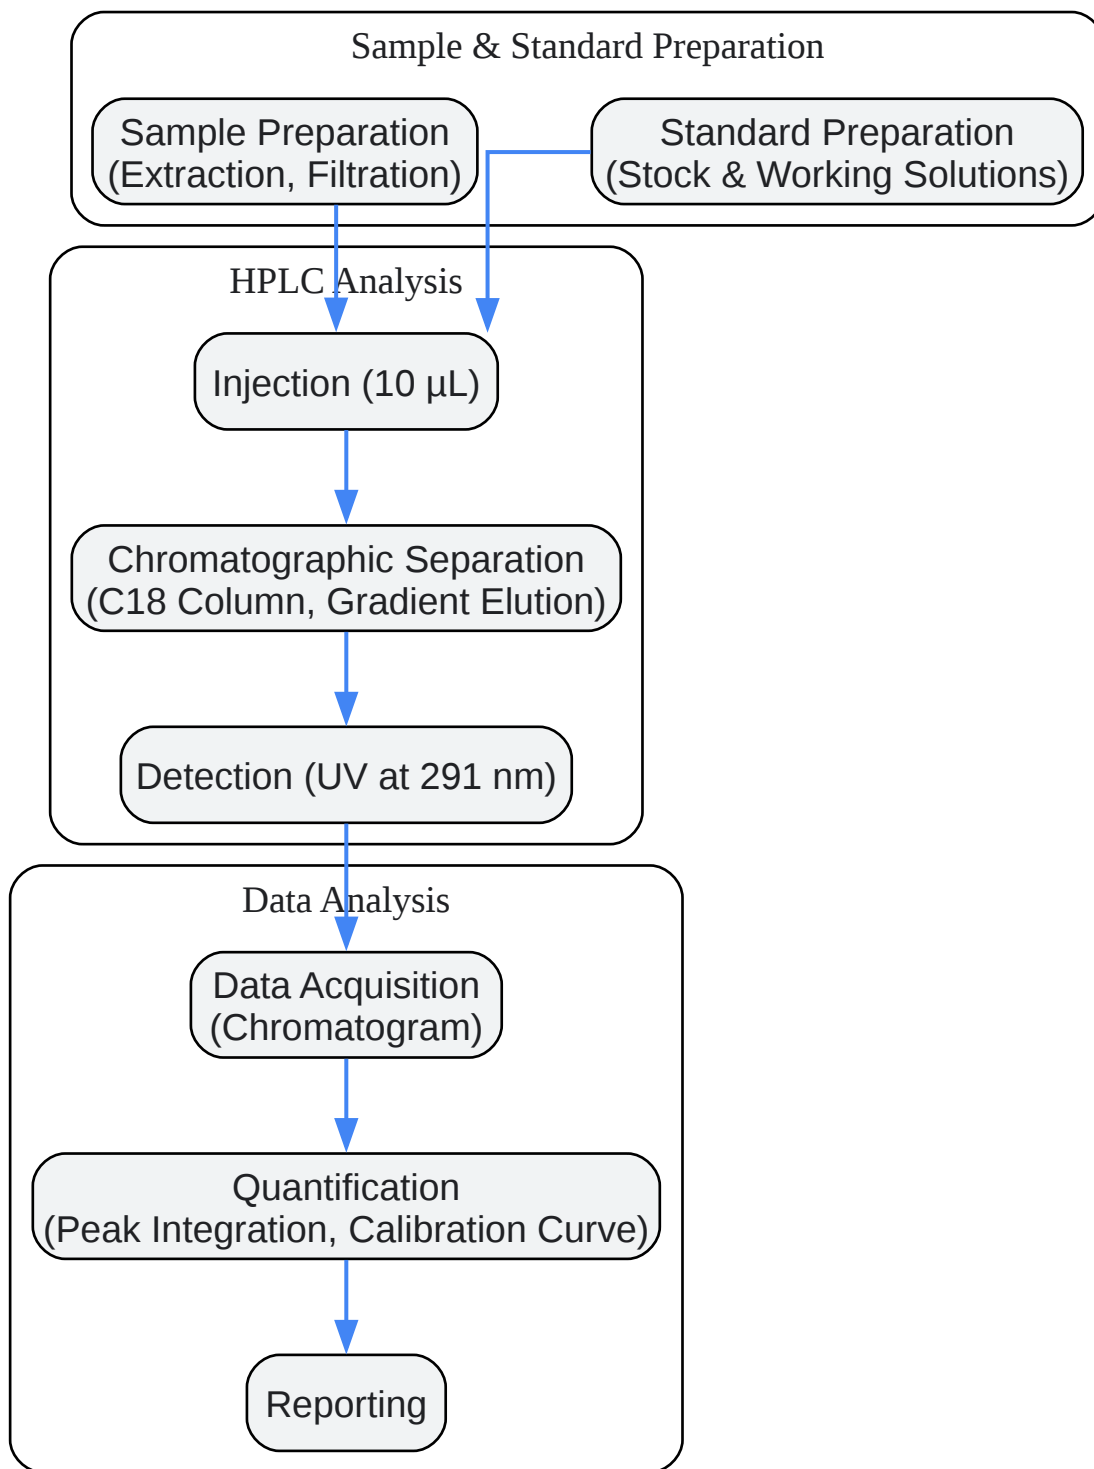 Sample & Standard Preparation
Sample Preparation
(Extraction, Filtration)
Standard Preparation
(Stock & Working Solutions)
HPLC Analysis
Injection (10 µL)
Chromatographic Separation
(C18 Column, Gradient Elution)
Detection (UV at 291 nm)
Data Analysis
Data Acquisition
(Chromatogram)
Quantification
(Peak Integration, Calibration Curve)
Reporting